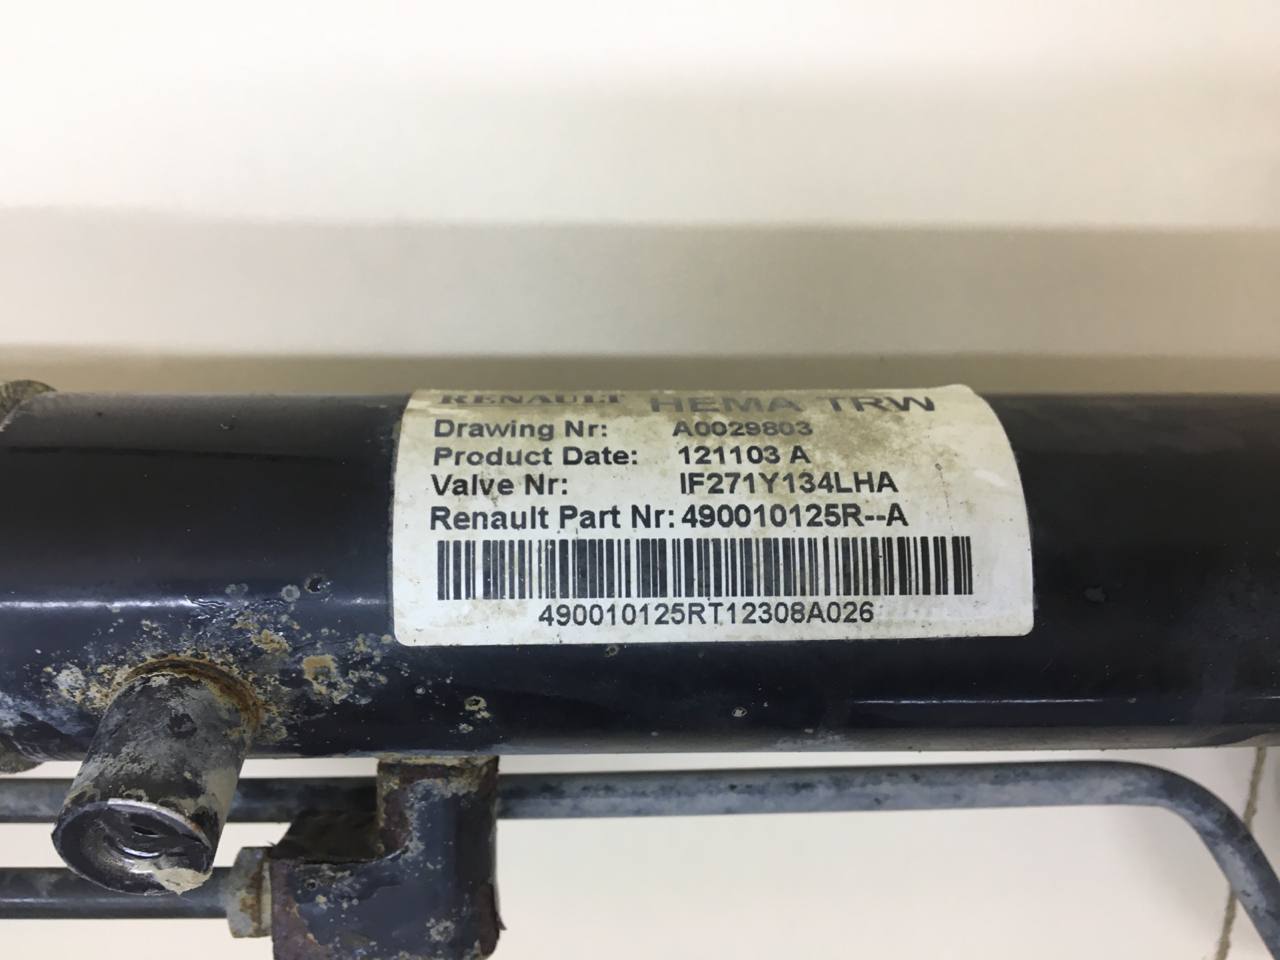 RENAULT HEMA TRW
Drawing Nr: A0029803
Product Date: 121103 A
Valve Nr: IF271Y134LHA
Renault Part Nr: 490010125R--A
490010125RT12308A026